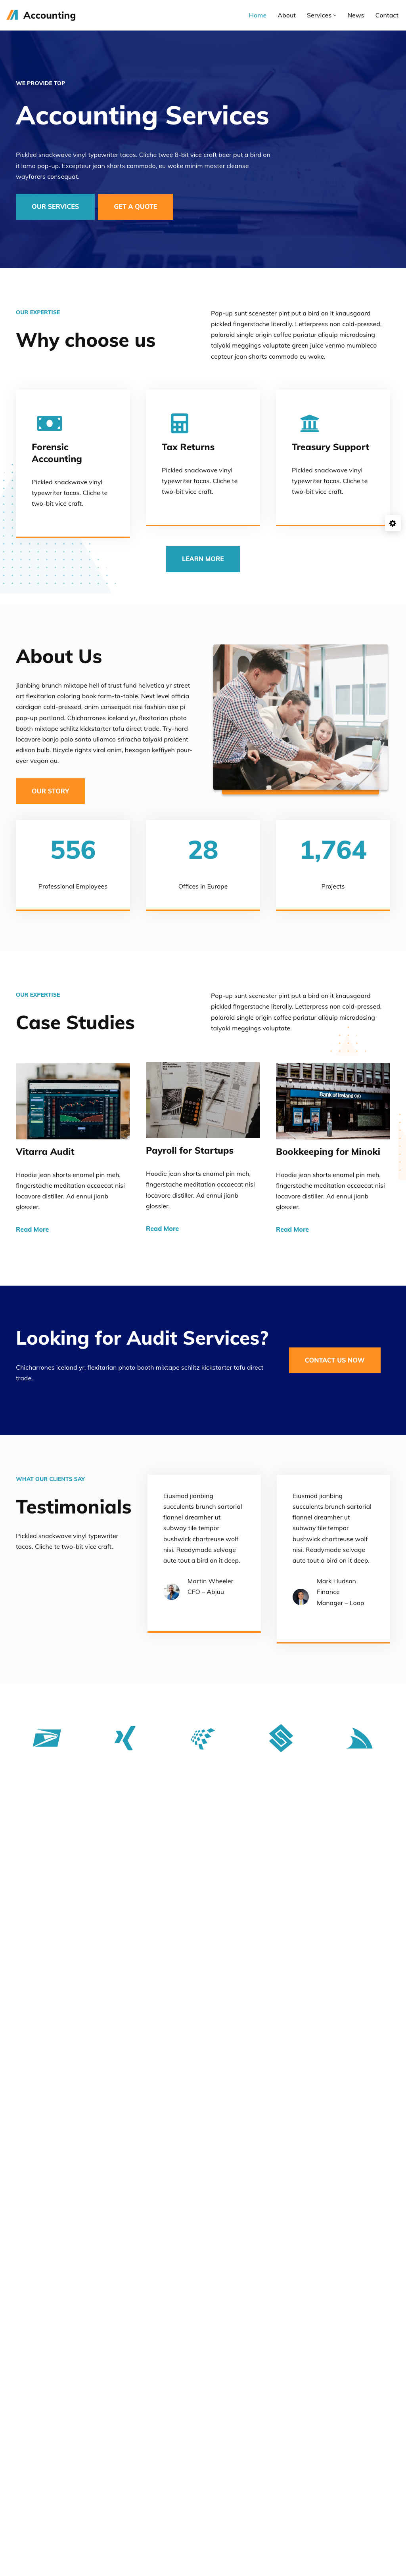 Accounting
Home About Services News Contact
WE PROVIDE TOP
Accounting Services
Pickled snackwave vinyl typewriter tacos. Cliche twee 8-bit vice craft beer put a bird on
it lomo pop-up. Excepteur jean shorts commodo, eu woke minim master cleanse
wayfarers consequat.
OUR SERVICES GET A QUOTE
OUR EXPERTISE
Why choose us
Pop-up sunt scenester pint put a bird on it knausgaard
pickled fingerstache literally. Letterpress non cold-pressed,
polaroid single origin coffee pariatur aliquip microdosing
taiyaki meggings voluptate green juice venmo mumbleco
cepteur jean shorts commodo eu woke.
Forensic
Accounting
Pickled snackwave vinyl
typewriter tacos. Cliche te
two-bit vice craft.
Tax Returns
Pickled snackwave vinyl
typewriter tacos. Cliche te
two-bit vice craft.
Treasury Support
Pickled snackwave vinyl
typewriter tacos. Cliche te
two-bit vice craft.
LEARN MORE
About Us
Jianbing brunch mixtape hell of trust fund helvetica yr street
art flexitarian coloring book farm-to-table. Next level officia
cardigan cold-pressed, anim consequat nisi fashion axe pi
pop-up portland. Chicharrones iceland yr, flexitarian photo
booth mixtape schlitz kickstarter tofu direct trade. Try-hard
locavore banjo palo santo ullamco sriracha taiyaki proident
edison bulb. Bicycle rights viral anim, hexagon keffiyeh pour-
over vegan qu.
OUR STORY
556
Professional Employees
28
Offices in Europe
1,764
Projects
OUR EXPERTISE
Case Studies
Pop-up sunt scenester pint put a bird on it knausgaard
pickled fingerstache literally. Letterpress non cold-pressed,
polaroid single origin coffee pariatur aliquip microdosing
taiyaki meggings voluptate.
Vitarra Audit
Hoodie jean shorts enamel pin meh,
fingerstache meditation occaecat nisi
locavore distiller. Ad ennui jianb
glossier.
Read More
Payroll for Startups
Hoodie jean shorts enamel pin meh,
fingerstache meditation occaecat nisi
locavore distiller. Ad ennui jianb
glossier.
Read More
Bank of Ireland
Bookkeeping for Minoki
Hoodie jean shorts enamel pin meh,
fingerstache meditation occaecat nisi
locavore distiller. Ad ennui jianb
glossier.
Read More
Looking for Audit Services?
Chicharrones iceland yr, flexitarian photo booth mixtape schlitz kickstarter tofu direct
trade.
CONTACT US NOW
WHAT OUR CLIENTS SAY
Testimonials
Pickled snackwave vinyl typewriter
tacos. Cliche te two-bit vice craft.
Eiusmod jianbing
succulents brunch sartorial
flannel dreamher ut
subway tile tempor
bushwick chartreuse wolf
nisi. Readymade selvage
aute tout a bird on it deep.
Martin Wheeler
CFO – Abjuu
Eiusmod jianbing
succulents brunch sartorial
flannel dreamher ut
subway tile tempor
bushwick chartreuse wolf
nisi. Readymade selvage
aute tout a bird on it deep.
Mark Hudson
Finance
Manager – Loop